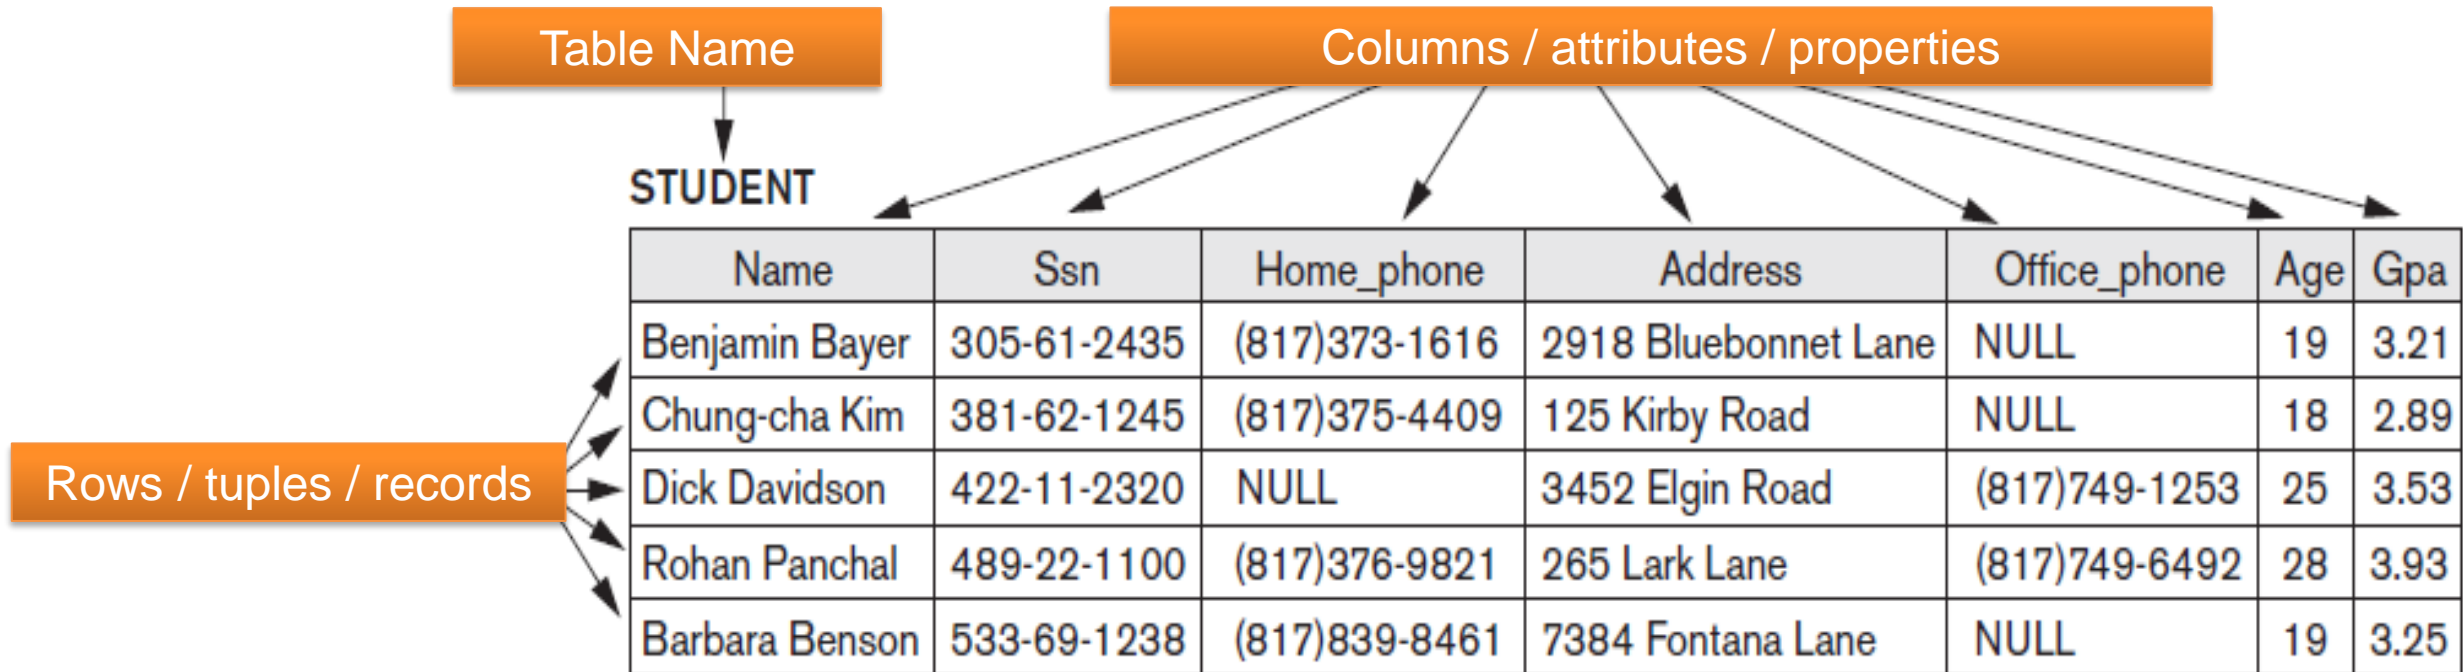 Table Name
Columns / attributes / properties
STUDENT
Name Ssn Home_phone Address Office_phone Age Gpa
Benjamin Bayer 305-61-2435 (817)373-1616 2918 Bluebonnet Lane NULL 19 3.21
Chung-cha Kim 381-62-1245 (817)375-4409 125 Kirby Road NULL 18 2.89
Rows / tuples / records
Dick Davidson 422-11-2320 NULL 3452 Elgin Road (817)749-1253 25 3.53
Rohan Panchal 489-22-1100 (817)376-9821 265 Lark Lane (817)749-6492 28 3.93
Barbara Benson 533-69-1238 (817)839-8461 7384 Fontana Lane NULL 19 3.25